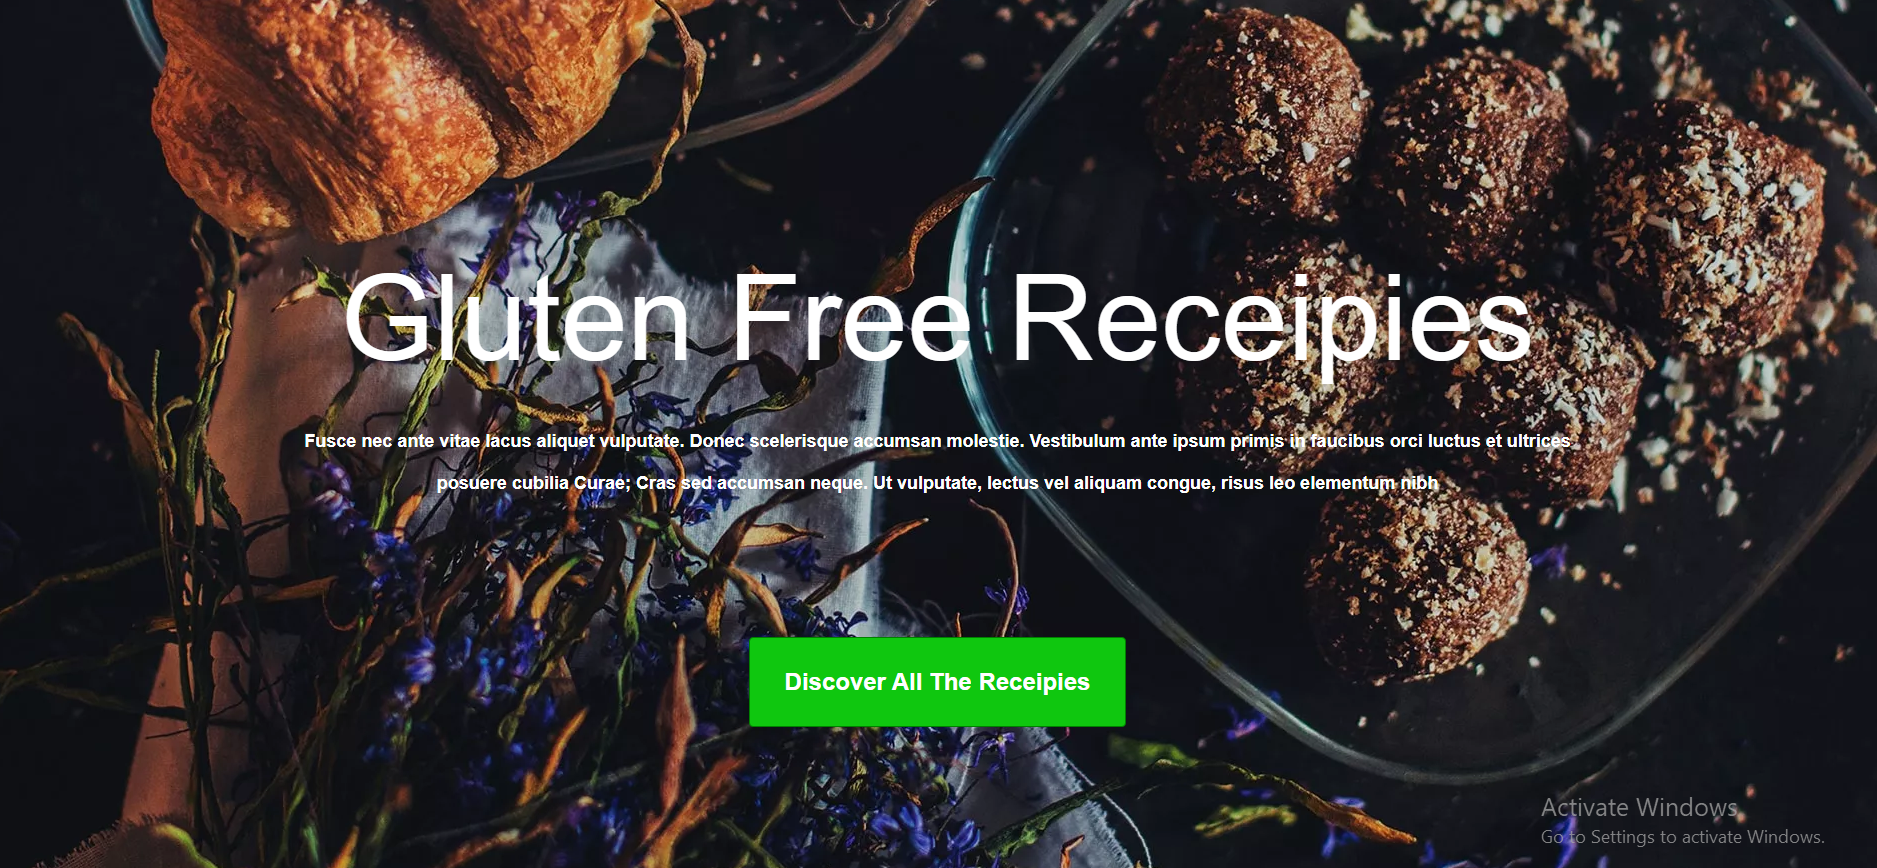 Gluten Free Receipies
Fusce nec ante vitae lacus aliquet vulputate. Donec scelerisque accumsan molestie. Vestibulum ante ipsum primis in faucibus orci luctus et ultrices
posuere cubilia Curae; Cras sed accumsan neque. Ut vulputate, lectus vel aliquam congue, risus leo elementum nibh
Discover All The Receipies
Activate Windows
Go to Settings to activate Windows.